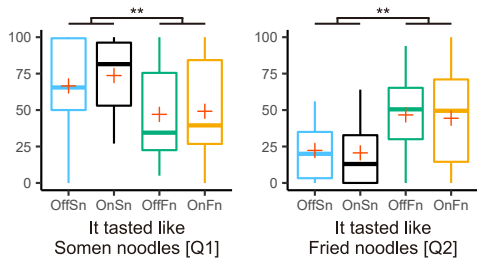 ** **
100 100
75 75
50 50
25 25
0 0
OffSn OnSn OffFn OnFn OffSn OnSn OffFn OnFn
It tasted like It tasted like
Somen noodles [Q1] Fried noodles [Q2]